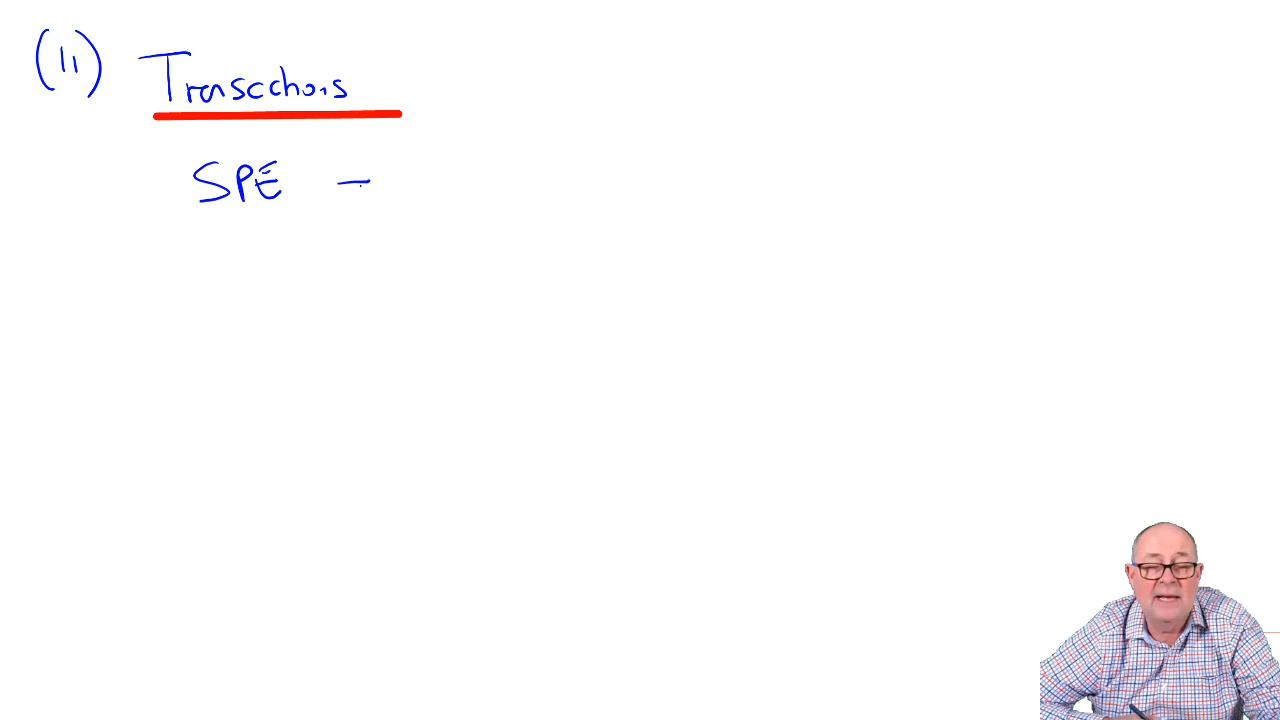 (11) Transactions
SPE –